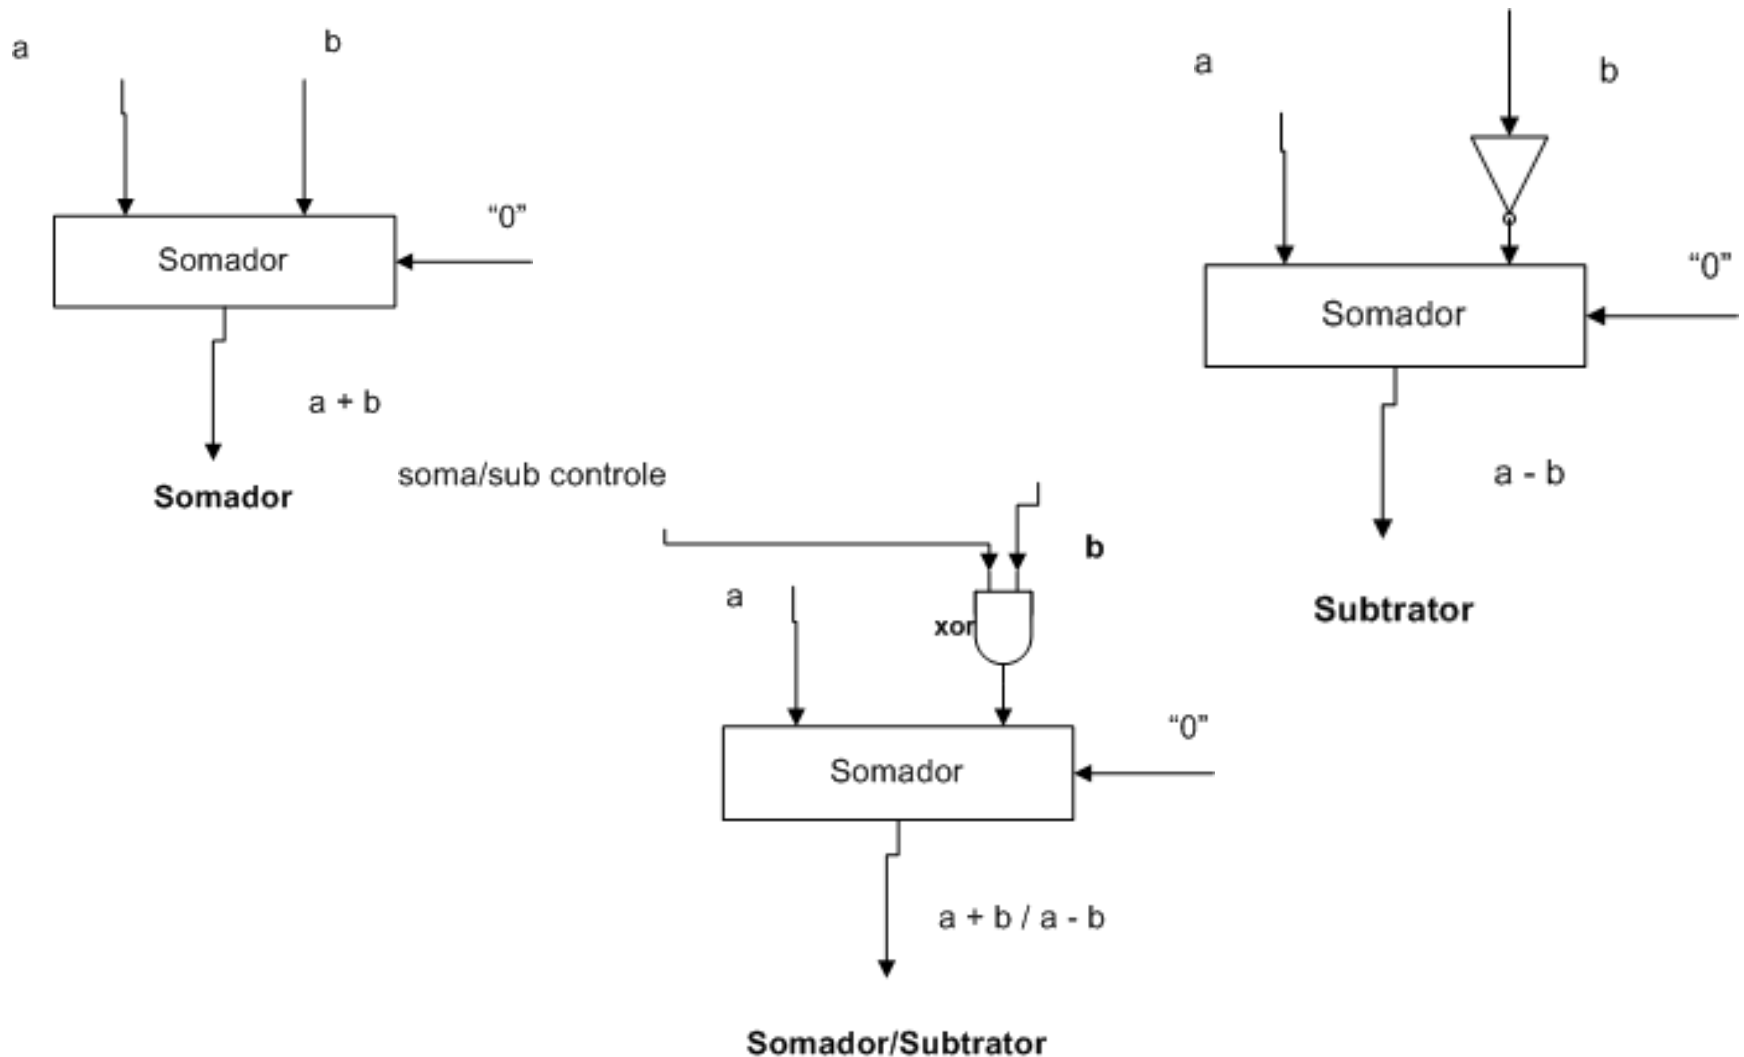 a
b
“0”
Somador
a + b
Somador
a
b
“0”
Somador
a - b
Subtrator
soma/sub controle
b
a
xor
“0”
Somador
a + b / a - b
Somador/Subtrator